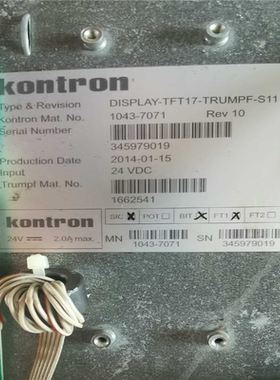 kontron
Type & Revision DISPLAY-TFT17-TRUMPF-S11
Kontron Mat. No. 1043-7071 Rev 10
Serial Number
345979019
Production Date 2014-01-15
Input 24 VDC
Trumpf Mat. No.
1662541
kontron
SIC POT BIT FT1 FT2
24V 2.0A max. MN 1043-7071 SN 345979019